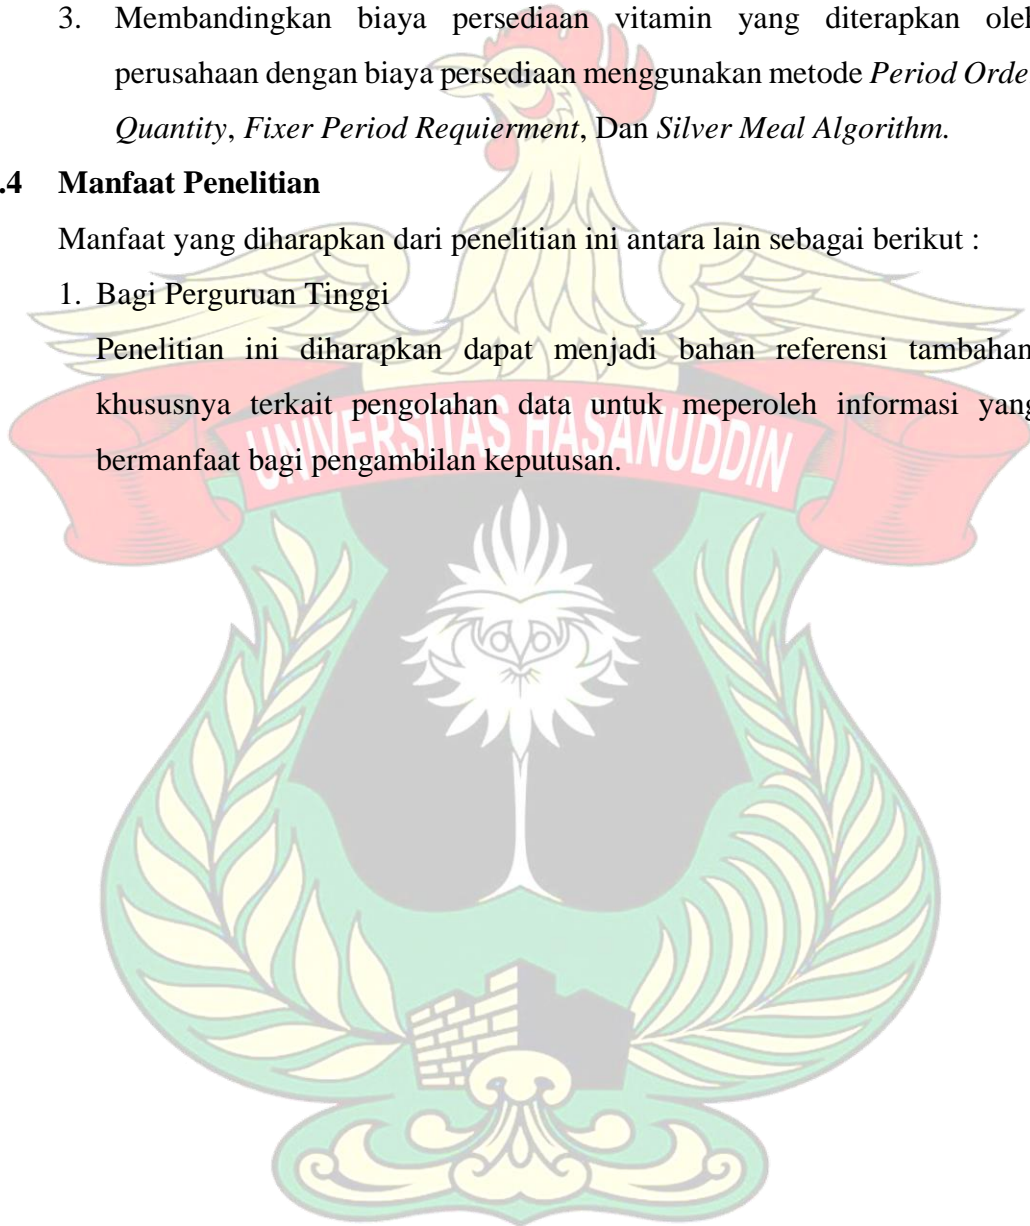 3. Membandingkan biaya persediaan vitamin yang diterapkan oleh
perusahaan dengan biaya persediaan menggunakan metode Period Orde
Quantity, Fixer Period Requierment, Dan Silver Meal Algorithm.
.4 Manfaat Penelitian
Manfaat yang diharapkan dari penelitian ini antara lain sebagai berikut :
1. Bagi Perguruan Tinggi
Penelitian ini diharapkan dapat menjadi bahan referensi tambahan
khususnya terkait pengolahan data untuk meperoleh informasi yang
UNIVERSITAS HASANUDDIN
bermanfaat bagi pengambilan keputusan.